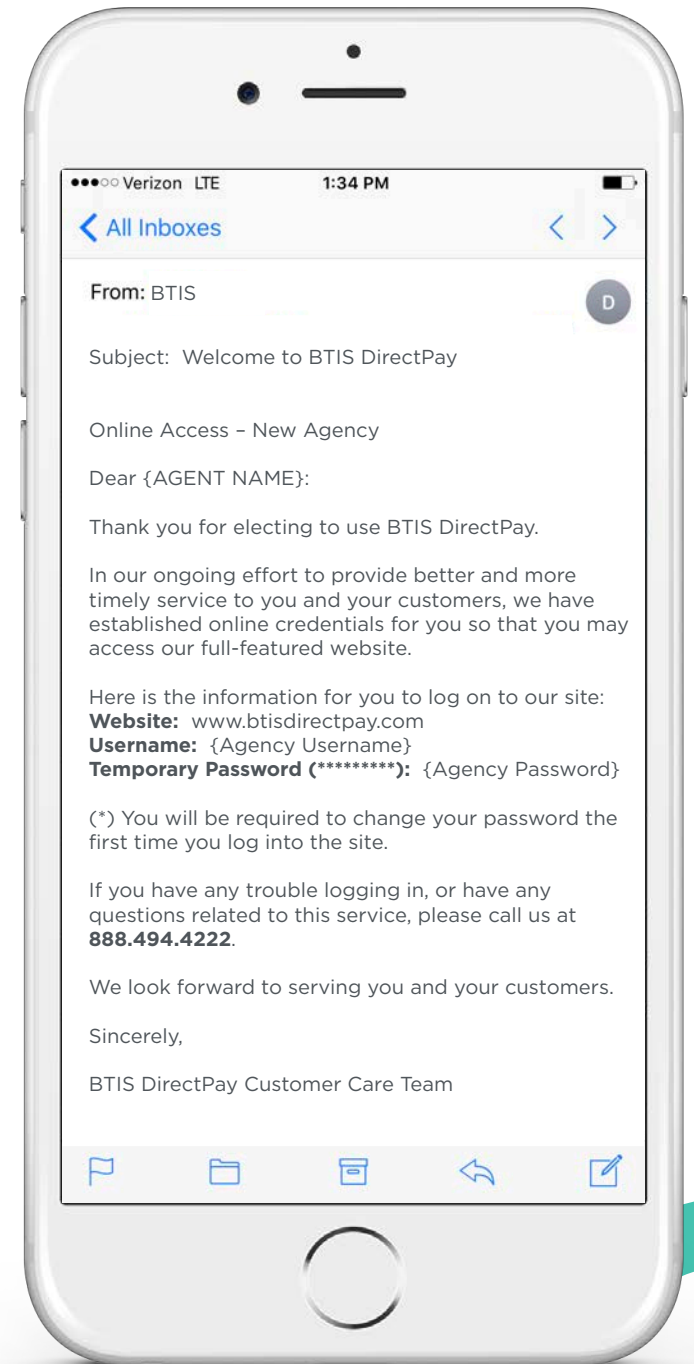 Verizon LTE 1:34 PM
All Inboxes
From: BTIS
D
Subject: Welcome to BTIS DirectPay
Online Access – New Agency
Dear {AGENT NAME}:
Thank you for electing to use BTIS DirectPay.
In our ongoing effort to provide better and more
timely service to you and your customers, we have
established online credentials for you so that you may
access our full-featured website.
Here is the information for you to log on to our site:
Website: www.btisdirectpay.com
Username: {Agency Username}
Temporary Password (*********): {Agency Password}
(*) You will be required to change your password the
first time you log into the site.
If you have any trouble logging in, or have any
questions related to this service, please call us at
888.494.4222.
We look forward to serving you and your customers.
Sincerely,
BTIS DirectPay Customer Care Team